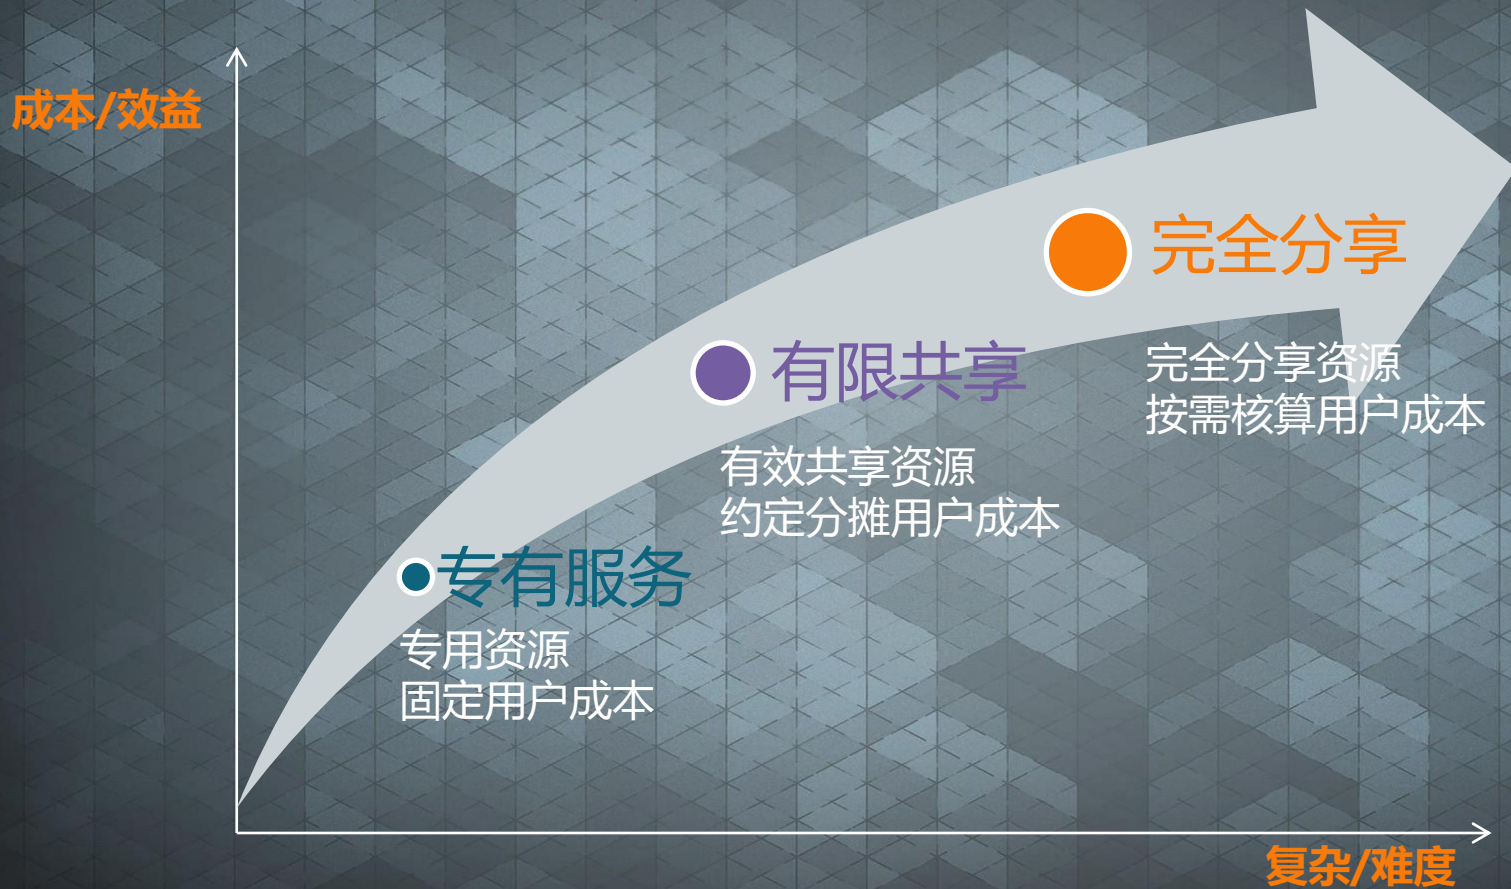 成本/效益
完全分享
完全分享资源
按需核算用户成本
有限共享
有效共享资源
约定分摊用户成本
专有服务
专用资源
固定用户成本
复杂/难度